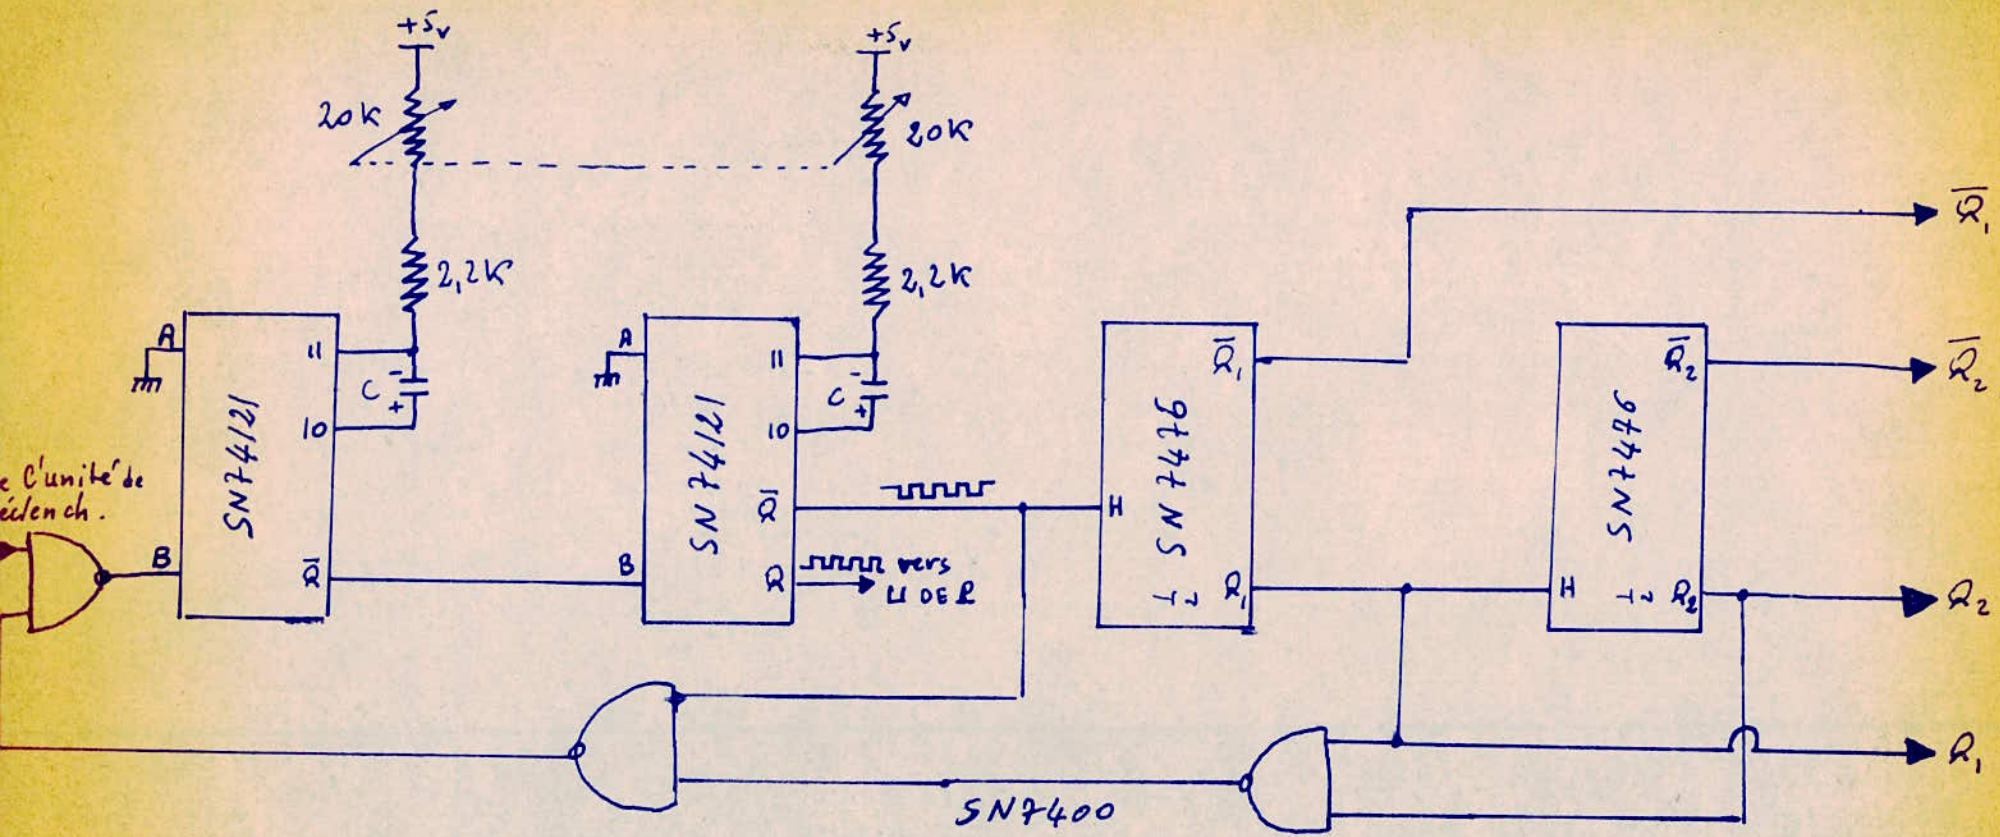 +5v
+5v
20K
20K
2,2K
2,2K
A
11
C
-
+
10
SN74121
Q̅
B
A
11
C
-
+
10
SN74121
Q̅
Q
B
vers
H
SN7476
Q̅₁
Q₁
H
SN7476
Q̅₂
Q₂
Q̅₁
Q̅₂
Q₂
Q₁
l'unité de
SN7400